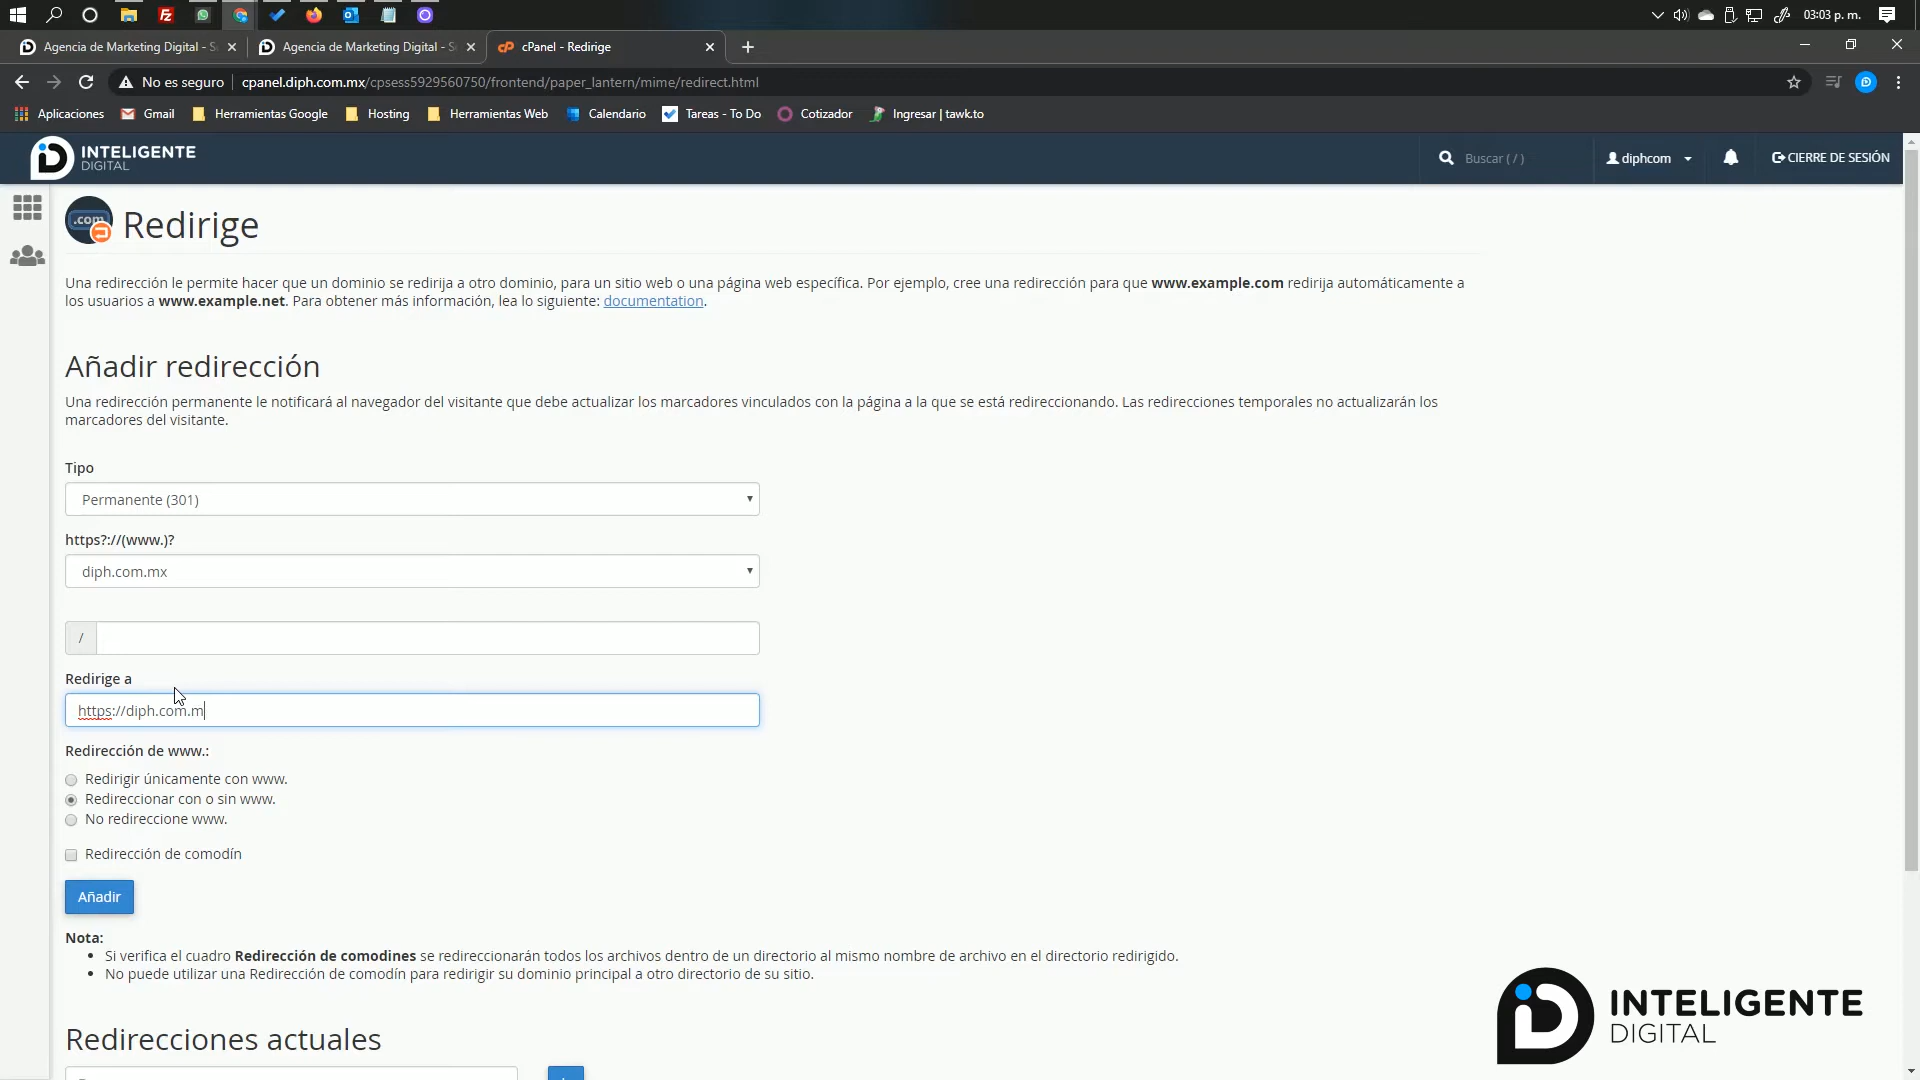 03:03 p. m.
Agencia de Marketing Digital - S
Agencia de Marketing Digital - S
cPanel - Redirige
No es seguro
cpanel.diph.com.mx/cpsess5929560750/frontend/paper_lantern/mime/redirect.html
Aplicaciones
Gmail
Herramientas Google
Hosting
Herramientas Web
Calendario
Tareas - To Do
Cotizador
Ingresar | tawk.to
INTELIGENTE
DIGITAL
Buscar ( / )
diphcom
CIERRE DE SESIÓN
.com
Redirige
Una redirección le permite hacer que un dominio se redirija a otro dominio, para un sitio web o una página web específica. Por ejemplo, cree una redirección para que www.example.com redirija automáticamente a
los usuarios a www.example.net. Para obtener más información, lea lo siguiente: documentation.
Añadir redirección
Una redirección permanente le notificará al navegador del visitante que debe actualizar los marcadores vinculados con la página a la que se está redireccionando. Las redirecciones temporales no actualizarán los
marcadores del visitante.
Tipo
Permanente (301)
https?://(www.)?
diph.com.mx
/
Redirige a
https://diph.com.m
Redirección de www.:
Redirigir únicamente con www.
Redireccionar con o sin www.
No redireccione www.
Redirección de comodín
Añadir
Nota:
Si verifica el cuadro Redirección de comodines se redireccionarán todos los archivos dentro de un directorio al mismo nombre de archivo en el directorio redirigido.
No puede utilizar una Redirección de comodín para redirigir su dominio principal a otro directorio de su sitio.
Redirecciones actuales
INTELIGENTE
DIGITAL